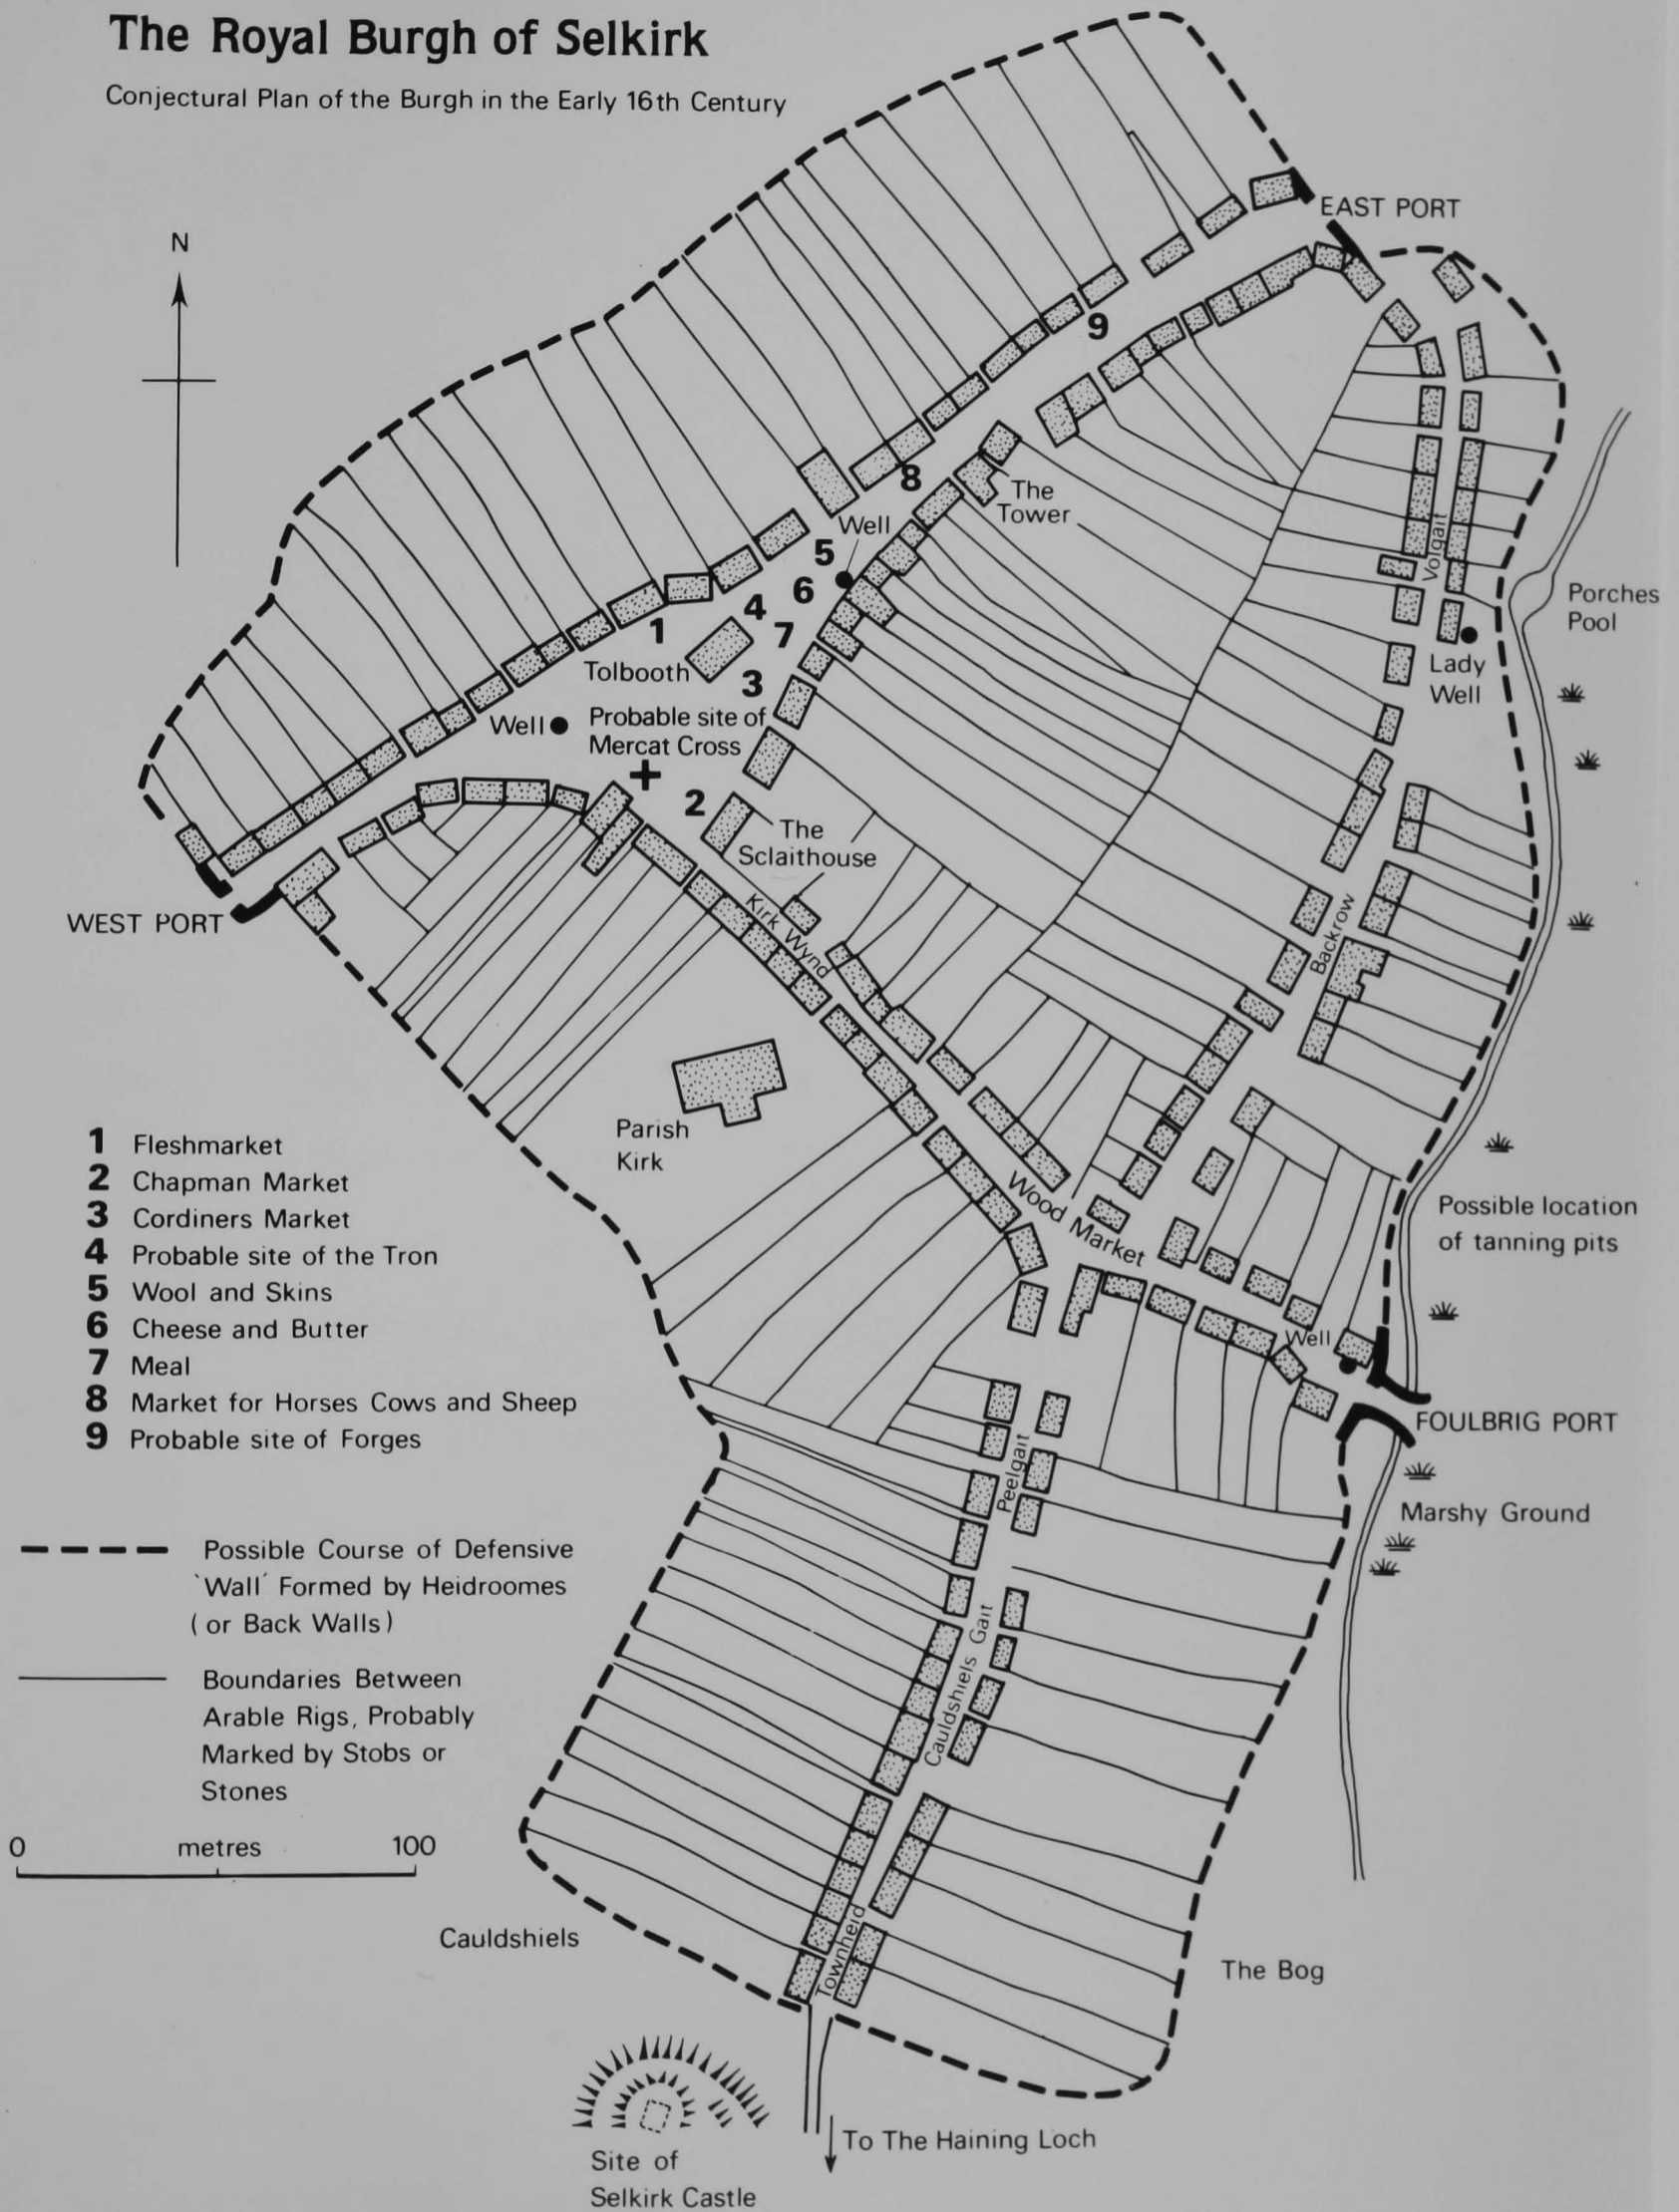 The Royal Burgh of Selkirk
Conjectural Plan of the Burgh in the Early 16th Century
N
EAST PORT
9
8
The
Tower
Well
5
6
4
7
1
Tolbooth
3
Well
Probable site of
Mercat Cross
2
The
Sclaithouse
Kirk Wynd
WEST PORT
Volgait
Porches
Pool
Lady
Well
Backrow
Parish
Kirk
Wood Market
Possible location
of tanning pits
Well
FOULBRIG PORT
Marshy Ground
Peelgait
Cauldshiels Gait
Townheid
1 Fleshmarket
2 Chapman Market
3 Cordiners Market
4 Probable site of the Tron
5 Wool and Skins
6 Cheese and Butter
7 Meal
8 Market for Horses Cows and Sheep
9 Probable site of Forges
Possible Course of Defensive
`Wall´ Formed by Heidroomes
(or Back Walls)
Boundaries Between
Arable Rigs, Probably
Marked by Stobs or
Stones
0 metres 100
Cauldshiels
The Bog
To The Haining Loch
Site of
Selkirk Castle